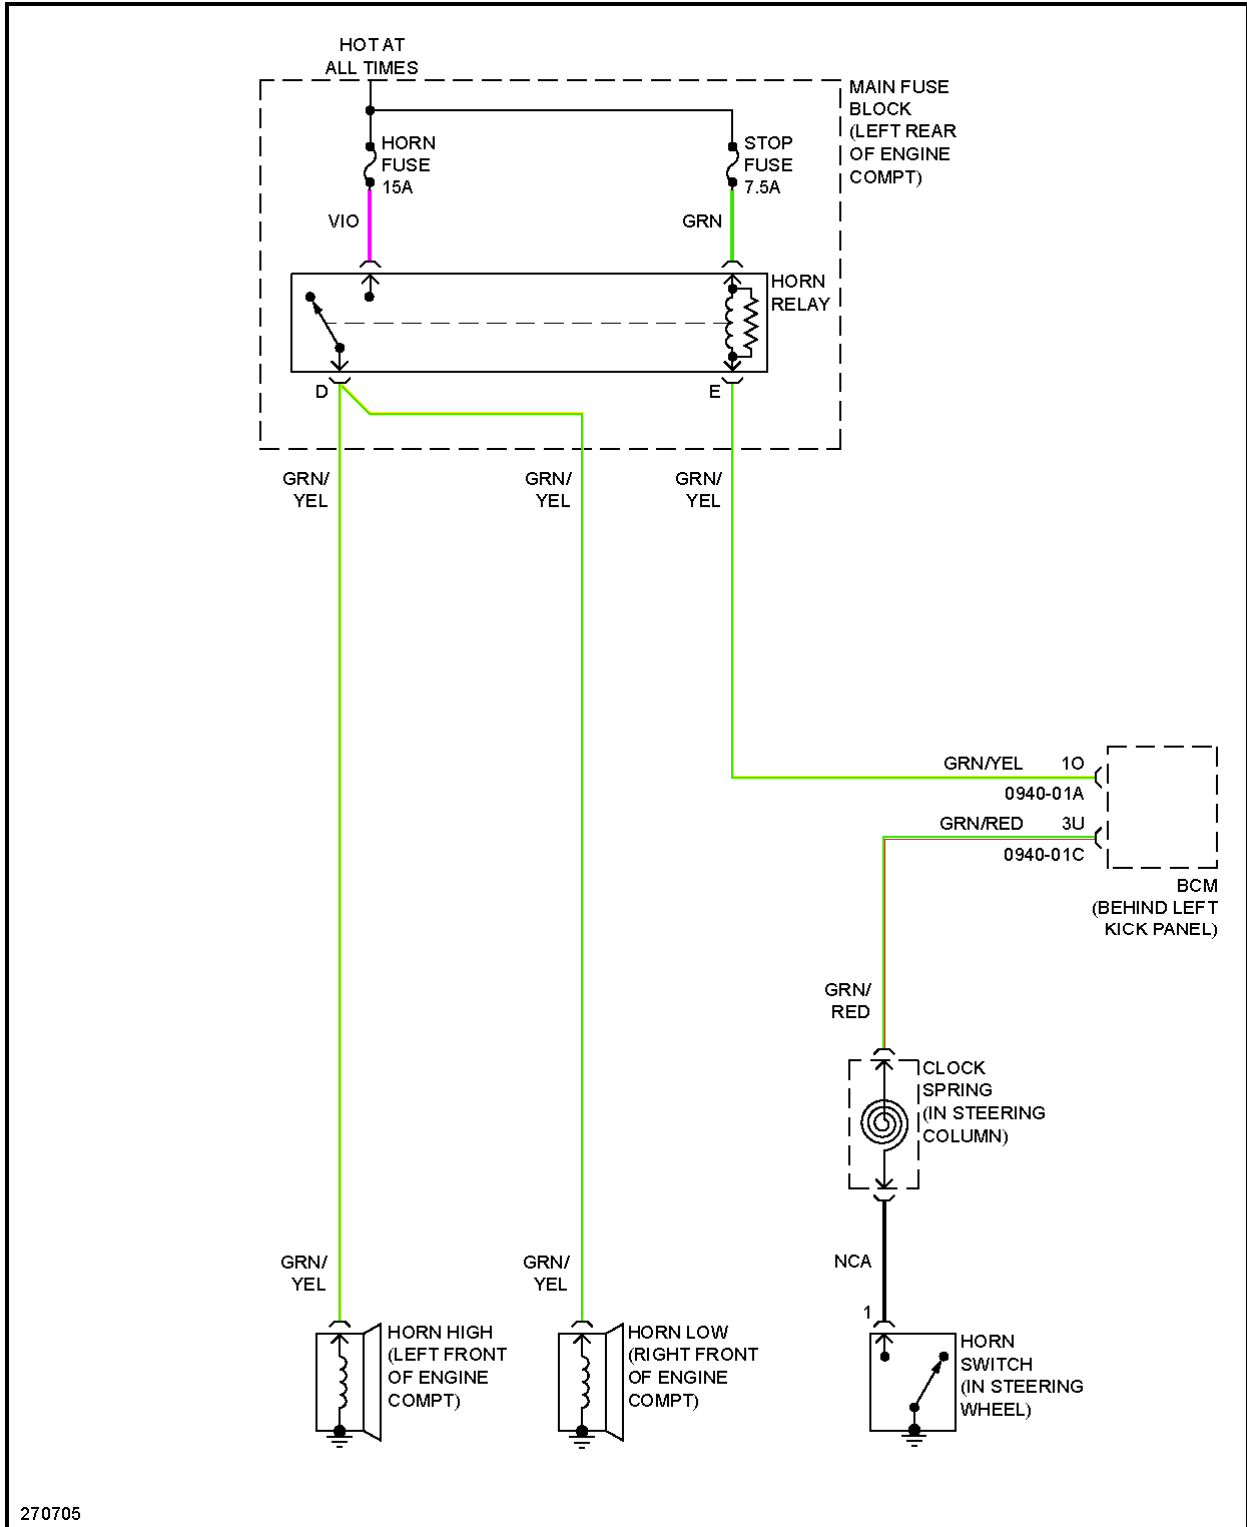 HOT AT
ALL TIMES
MAIN FUSE
BLOCK
(LEFT REAR
OF ENGINE
COMPT)
HORN
FUSE
15A
STOP
FUSE
7.5A
VIO
GRN
HORN
RELAY
D
E
GRN/
YEL
GRN/
YEL
GRN/
YEL
GRN/YEL 1O
0940-01A
GRN/RED 3U
0940-01C
BCM
(BEHIND LEFT
KICK PANEL)
GRN/
RED
CLOCK
SPRING
(IN STEERING
COLUMN)
NCA
1
GRN/
YEL
GRN/
YEL
HORN HIGH
(LEFT FRONT
OF ENGINE
COMPT)
HORN LOW
(RIGHT FRONT
OF ENGINE
COMPT)
HORN
SWITCH
(IN STEERING
WHEEL)
270705